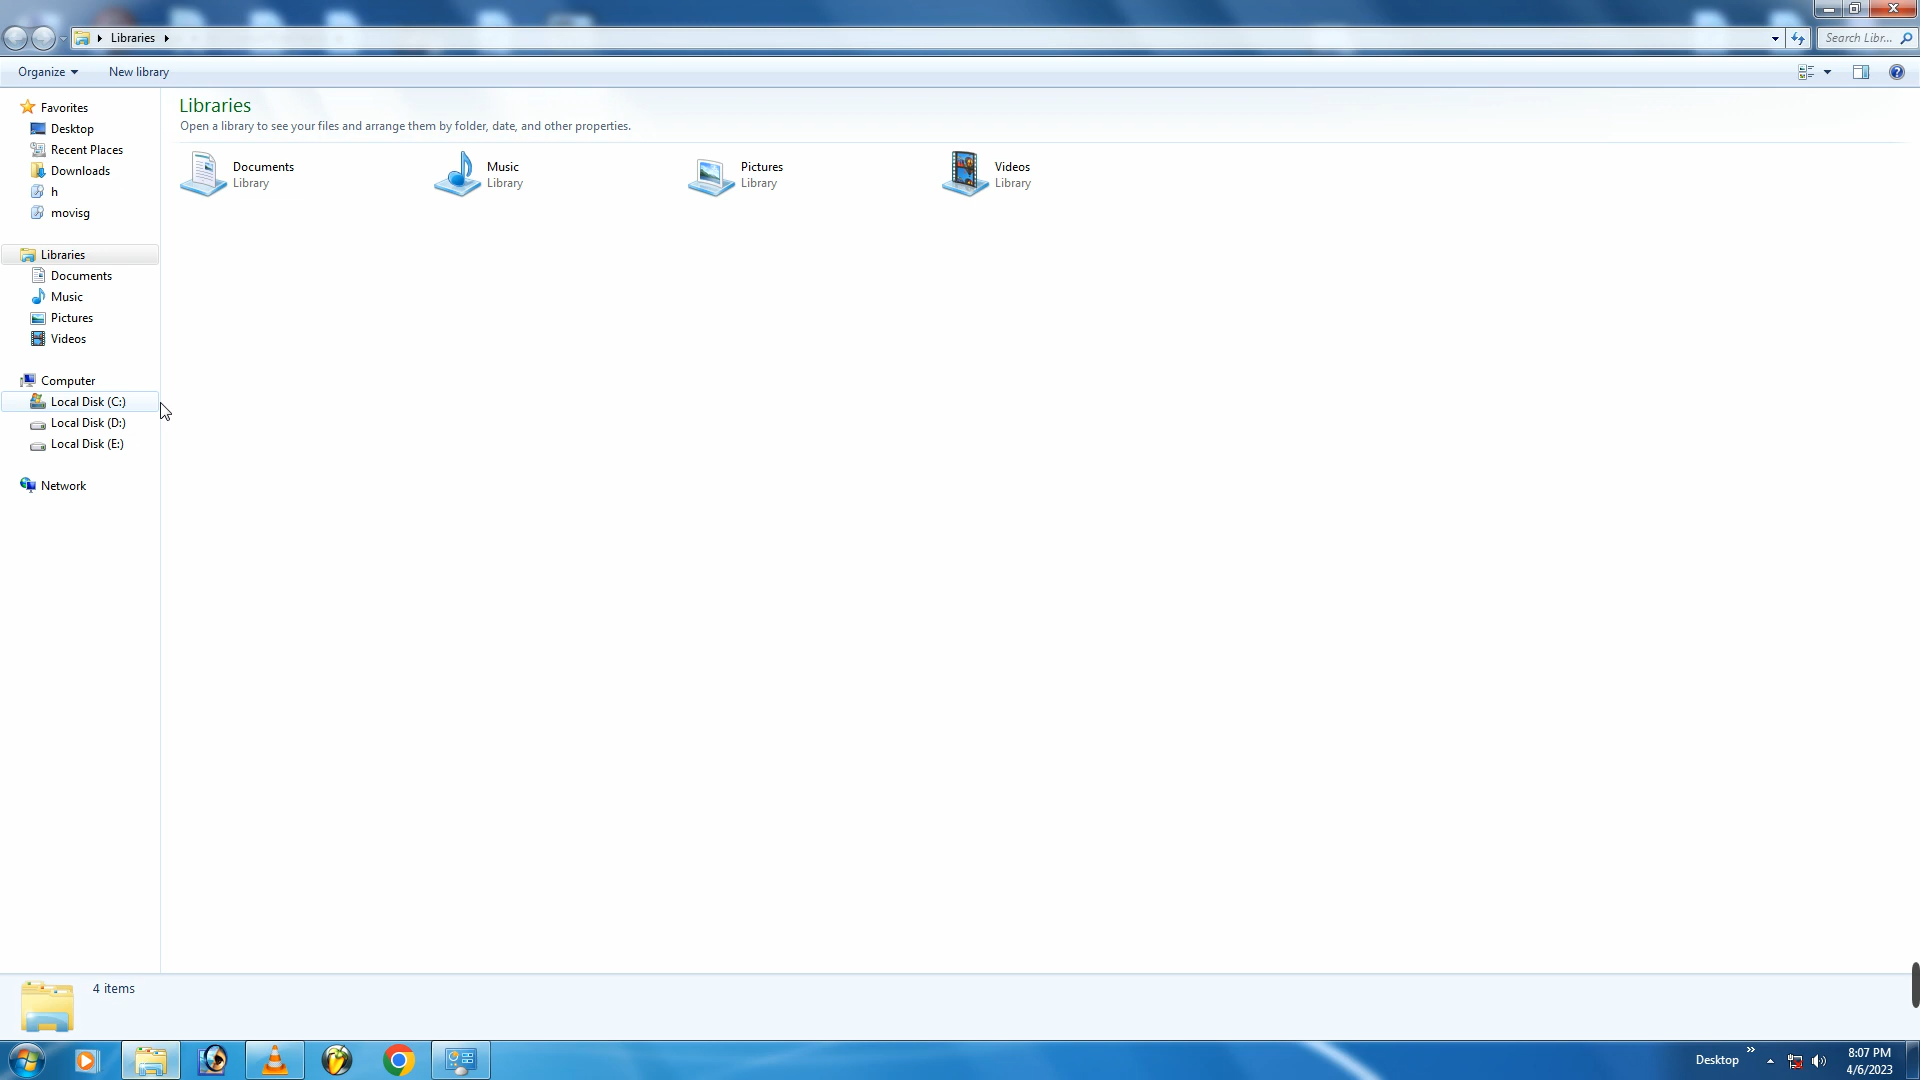 Libraries
Search Libr...
Organize
New library
Favorites
Desktop
Recent Places
Downloads
h
movisg
Libraries
Documents
Music
Pictures
Videos
Computer
Local Disk (C:)
Local Disk (D:)
Local Disk (E:)
Network
Libraries
Open a library to see your files and arrange them by folder, date, and other properties.
Documents
Library
Music
Library
Pictures
Library
Videos
Library
4 items
Desktop
8:07 PM
4/6/2023